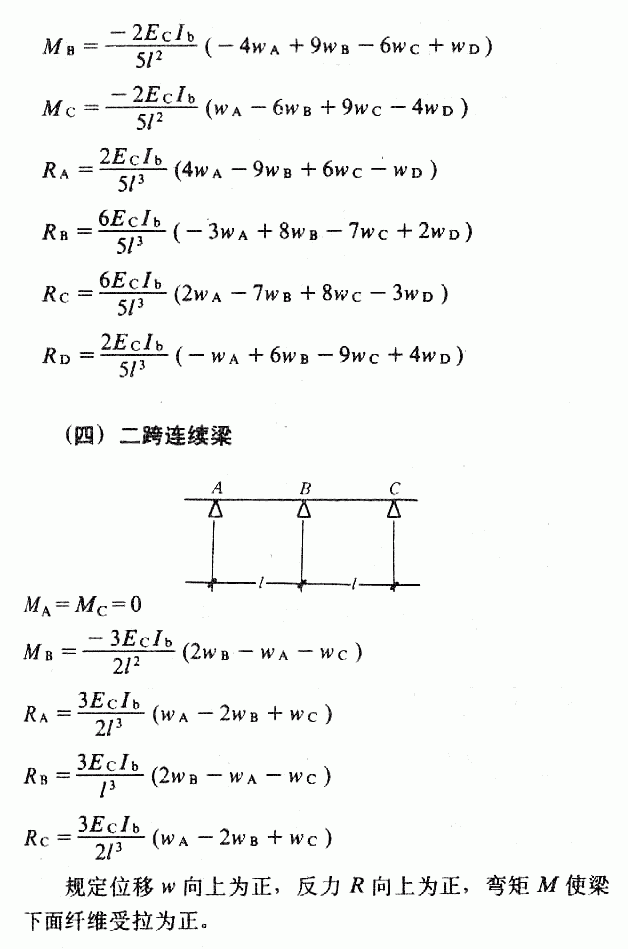 M_B = \frac{-2E_C I_b}{5l^2} (-4w_A + 9w_B - 6w_C + w_D)
M_C = \frac{-2E_C I_b}{5l^2} (w_A - 6w_B + 9w_C - 4w_D)
R_A = \frac{2E_C I_b}{5l^3} (4w_A - 9w_B + 6w_C - w_D)
R_B = \frac{6E_C I_b}{5l^3} (-3w_A + 8w_B - 7w_C + 2w_D)
R_C = \frac{6E_C I_b}{5l^3} (2w_A - 7w_B + 8w_C - 3w_D)
R_D = \frac{2E_C I_b}{5l^3} (-w_A + 6w_B - 9w_C + 4w_D)
(四) 二跨连续梁
A B C
l l
M_A = M_C = 0
M_B = \frac{-3E_C I_b}{2l^2} (2w_B - w_A - w_C)
R_A = \frac{3E_C I_b}{2l^3} (w_A - 2w_B + w_C)
R_B = \frac{3E_C I_b}{l^3} (2w_B - w_A - w_C)
R_C = \frac{3E_C I_b}{2l^3} (w_A - 2w_B + w_C)
规定位移 w 向上为正，反力 R 向上为正，弯矩 M 使梁
下面纤维受拉为正。